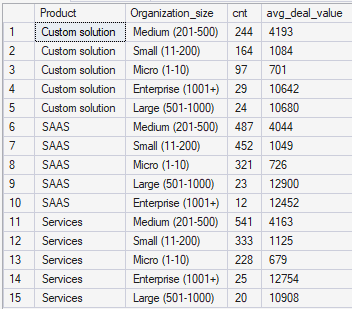 Product Organization_size cnt avg_deal_value
1 Custom solution Medium (201-500) 244 4193
2 Custom solution Small (11-200) 164 1084
3 Custom solution Micro (1-10) 97 701
4 Custom solution Enterprise (1001+) 29 10642
5 Custom solution Large (501-1000) 24 10680
6 SAAS Medium (201-500) 487 4044
7 SAAS Small (11-200) 452 1049
8 SAAS Micro (1-10) 321 726
9 SAAS Large (501-1000) 23 12900
10 SAAS Enterprise (1001+) 12 12452
11 Services Medium (201-500) 541 4163
12 Services Small (11-200) 333 1125
13 Services Micro (1-10) 228 679
14 Services Enterprise (1001+) 25 12754
15 Services Large (501-1000) 20 10908